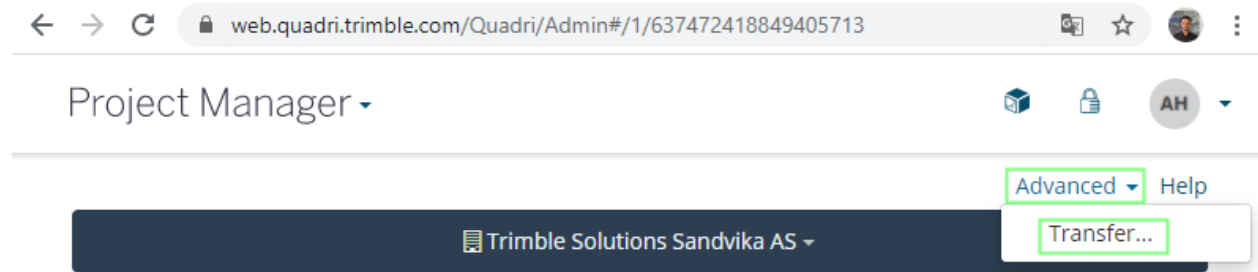 web.quadri.trimble.com/Quadri/Admin#/1/637472418849405713
Project Manager
AH
Advanced Help
Trimble Solutions Sandvika AS
Transfer...